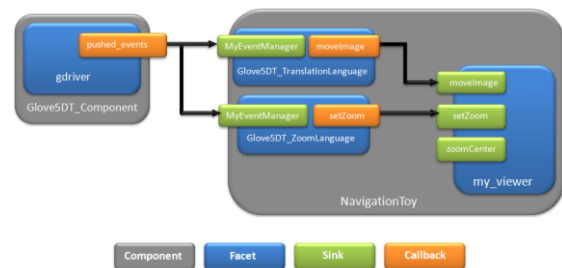 pushed_events
gdriver
Glove5DT_Component
MyEventManager
moveImage
Glove5DT_TranslationLanguage
MyEventManager
setZoom
Glove5DT_ZoomLanguage
moveImage
setZoom
zoomCenter
my_viewer
NavigationToy
Component
Facet
Sink
Callback